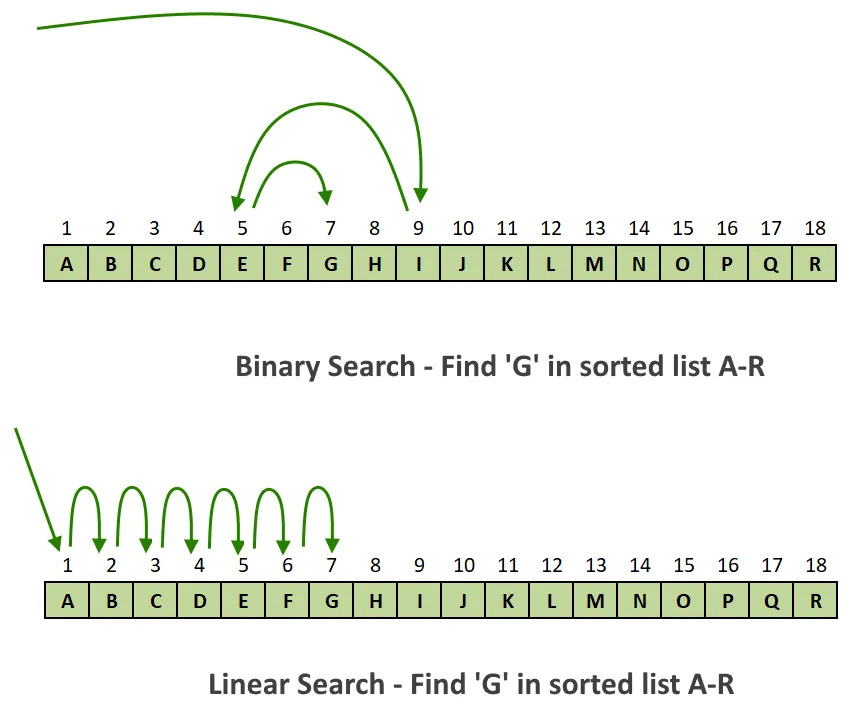 1 2 3 4 5 6 7 8 9 10 11 12 13 14 15 16 17 18
A B C D E F G H I J K L M N O P Q R
Binary Search - Find 'G' in sorted list A-R
1 2 3 4 5 6 7 8 9 10 11 12 13 14 15 16 17 18
A B C D E F G H I J K L M N O P Q R
Linear Search - Find 'G' in sorted list A-R